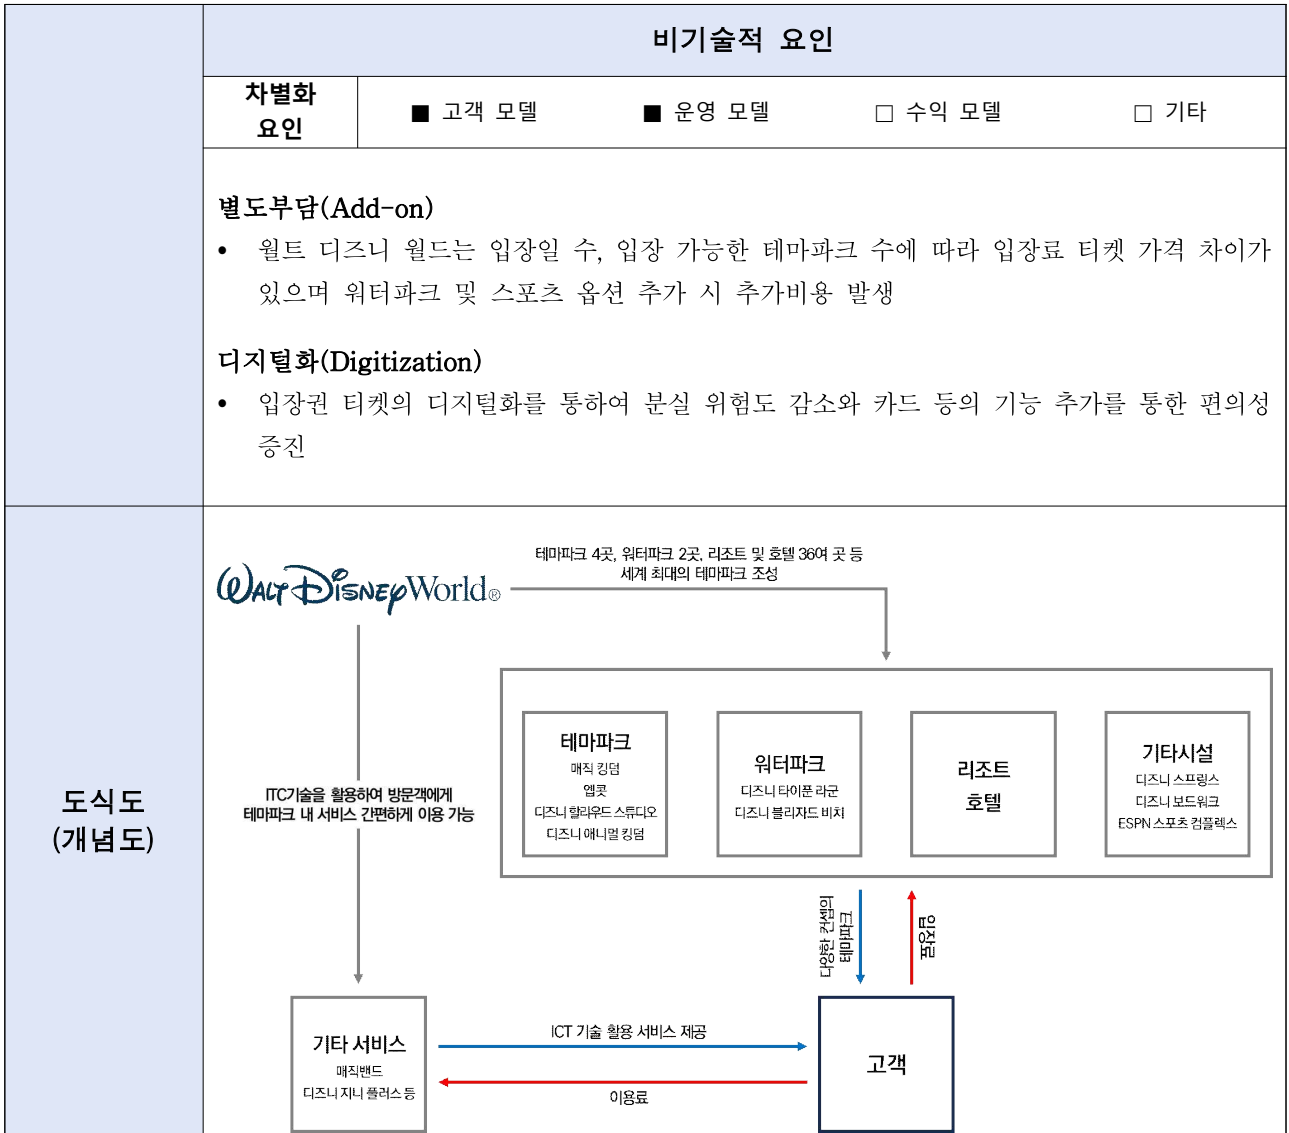 비기술적 요인
차별화
요인
■ 고객 모델 ■ 운영 모델 □ 수익 모델 □ 기타
별도부담(Add-on)
• 월트 디즈니 월드는 입장일 수, 입장 가능한 테마파크 수에 따라 입장료 티켓 가격 차이가
있으며 워터파크 및 스포츠 옵션 추가 시 추가비용 발생
디지털화(Digitization)
• 입장권 티켓의 디지털화를 통하여 분실 위험도 감소와 카드 등의 기능 추가를 통한 편의성
증진
도식도
(개념도)
테마파크 4곳, 워터파크 2곳, 리조트 및 호텔 36여 곳 등
세계 최대의 테마파크 조성
WALT DISNEY World®
테마파크
매직 킹덤
엡콧
디즈니 할리우드 스튜디오
디즈니 애니멀 킹덤
워터파크
디즈니 타이푼 라군
디즈니 블리자드 비치
리조트
호텔
기타시설
디즈니 스프링스
디즈니 보드워크
ESPN 스포츠 컴플렉스
ITC기술을 활용하여 방문객에게
테마파크 내 서비스 간편하게 이용 가능
다양한 컨셉의
테마파크
입장료
기타 서비스
매직밴드
디즈니 지니 플러스 등
ICT 기술 활용 서비스 제공
이용료
고객